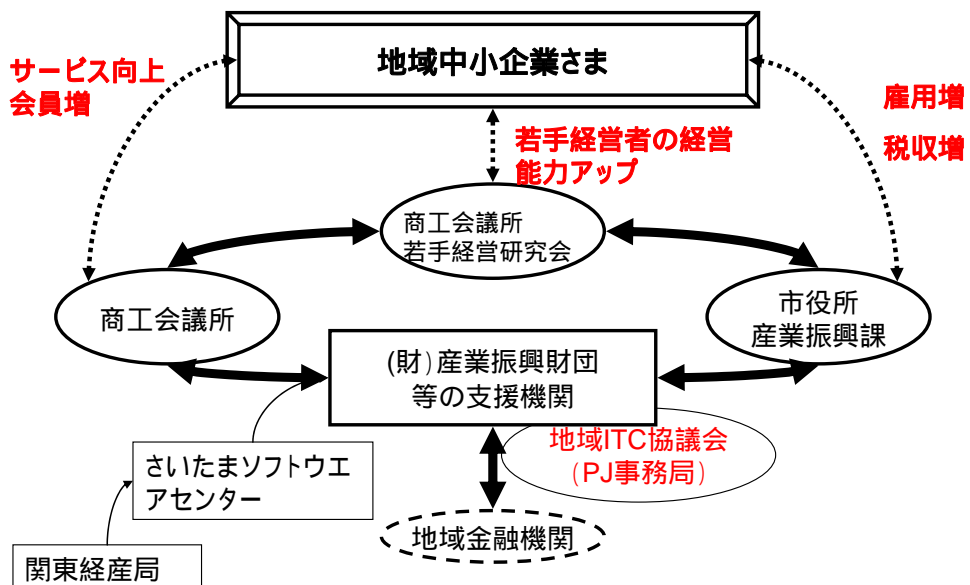 地域中小企業さま
サービス向上
会員増
雇用増
税収増
若手経営者の経営
能力アップ
商工会議所
若手経営研究会
商工会議所
市役所
産業振興課
(財)産業振興財団
等の支援機関
地域ITC協議会
(PJ事務局)
さいたまソフトウエ
アセンター
地域金融機関
関東経産局